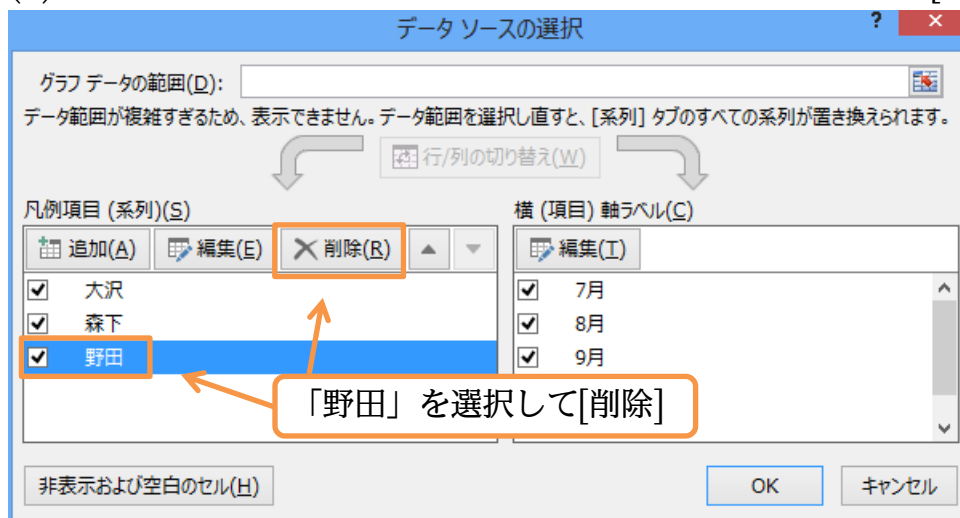 データ ソースの選択
?
×
グラフ データの範囲(D):
データ範囲が複雑すぎるため、表示できません。データ範囲を選択し直すと、[系列] タブのすべての系列が置き換えられます。
行/列の切り替え(W)
凡例項目 (系列)(S)
追加(A) 編集(E) 削除(R)
大沢
森下
野田
横 (項目) 軸ラベル(C)
編集(T)
7月
8月
9月
「野田」を選択して[削除]
非表示および空白のセル(H)
OK キャンセル